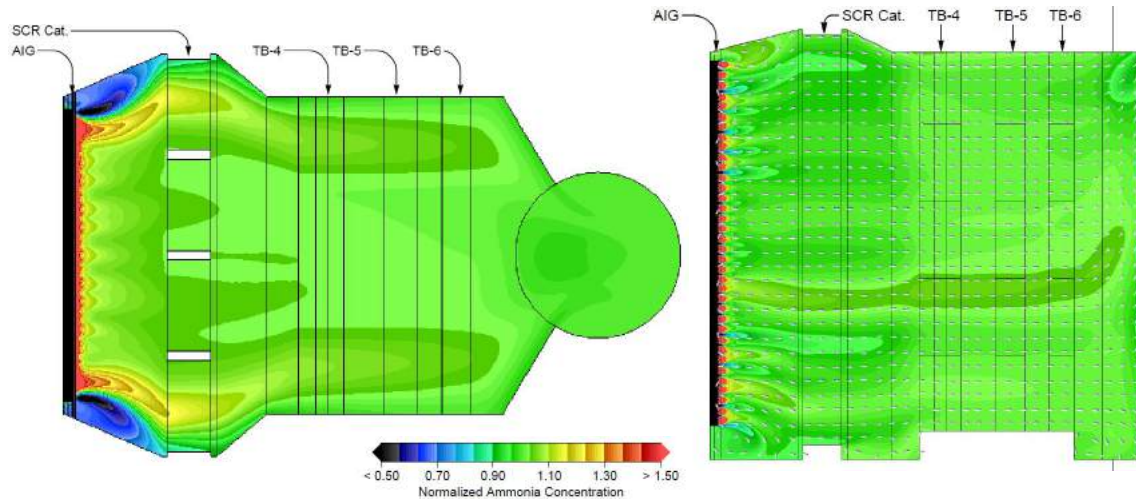 SCR Cat.
AIG
TB-4
TB-5
TB-6
< 0.50 0.70 0.90 1.10 1.30 > 1.50
Normalized Ammonia Concentration
AIG
SCR Cat.
TB-4
TB-5
TB-6